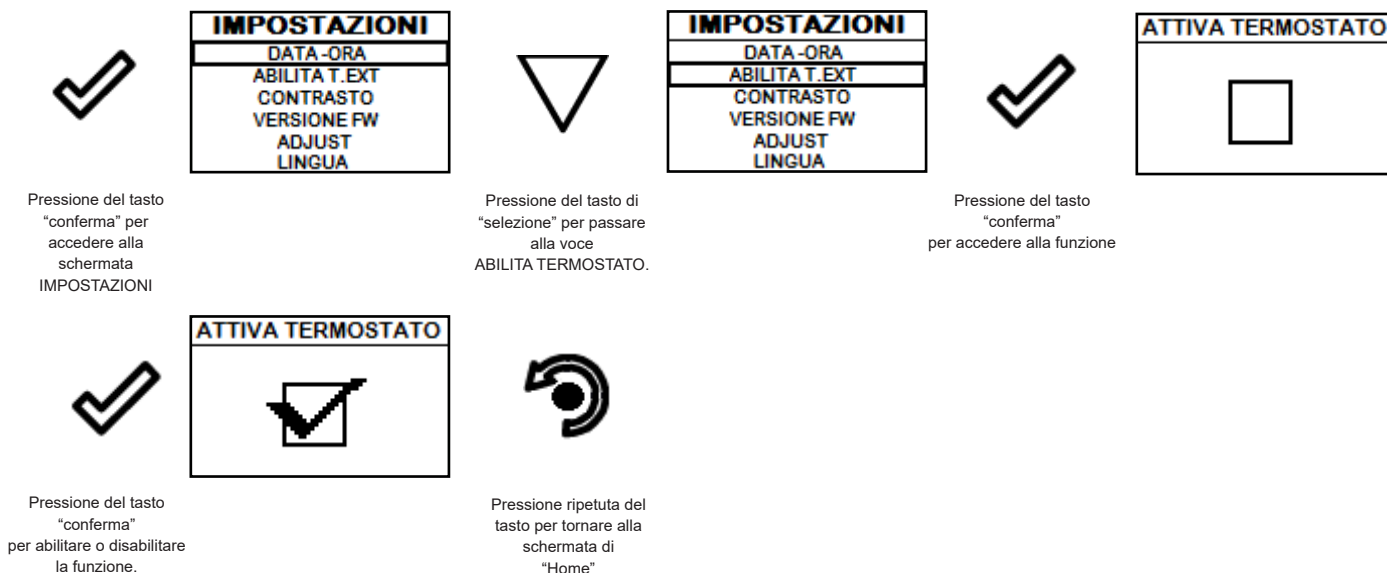 IMPOSTAZIONI
DATA-ORA
ABILITA T.EXT
CONTRASTO
VERSIONE FW
ADJUST
LINGUA
IMPOSTAZIONI
DATA-ORA
ABILITA T.EXT
CONTRASTO
VERSIONE FW
ADJUST
LINGUA
ATTIVA TERMOSTATO
Pressione del tasto
“conferma” per
accedere alla
schermata
IMPOSTAZIONI
Pressione del tasto di
“selezione” per passare
alla voce
ABILITA TERMOSTATO.
Pressione del tasto
“conferma”
per accedere alla funzione
ATTIVA TERMOSTATO
Pressione del tasto
“conferma”
per abilitare o disabilitare
la funzione.
Pressione ripetuta del
tasto per tornare alla
schermata di
“Home”